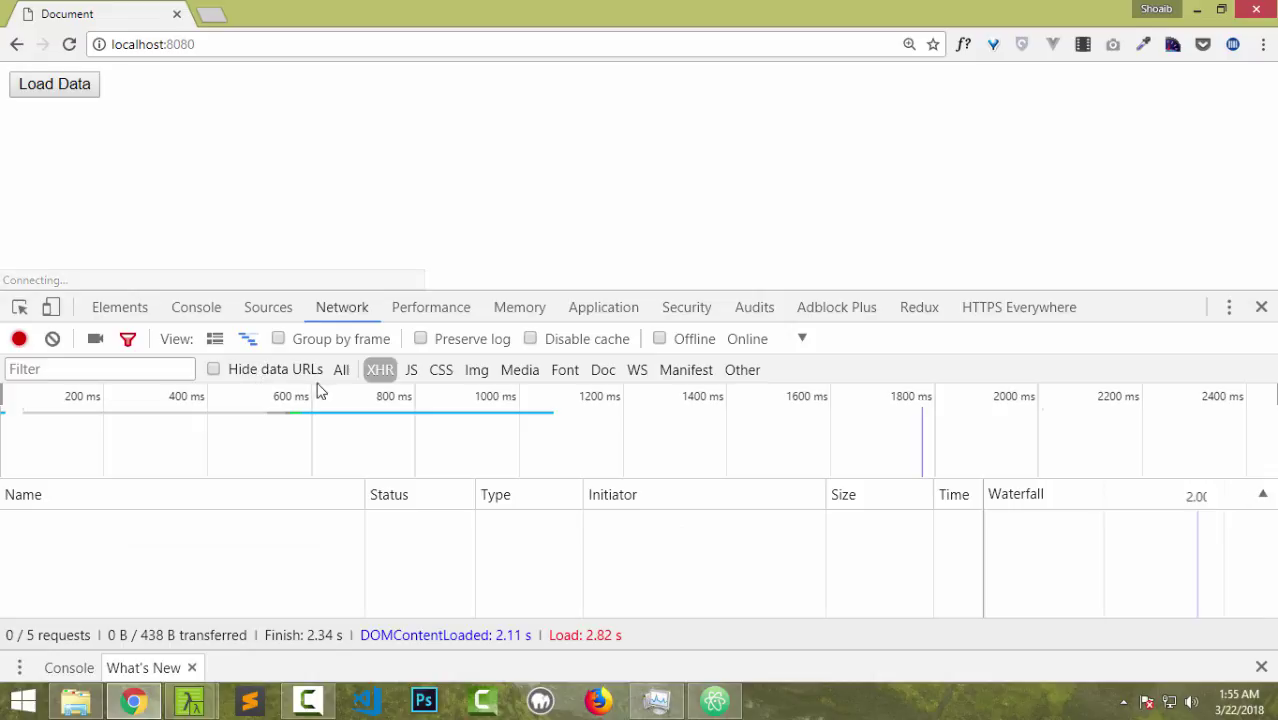 Document
Shoaib
localhost:8080
f?
Load Data
Connecting...
Elements Console Sources Network Performance Memory Application Security Audits Adblock Plus Redux HTTPS Everywhere
View: Group by frame Preserve log Disable cache Offline Online
Filter Hide data URLs All XHR JS CSS Img Media Font Doc WS Manifest Other
200 ms 400 ms 600 ms 800 ms 1000 ms 1200 ms 1400 ms 1600 ms 1800 ms 2000 ms 2200 ms 2400 ms
Name Status Type Initiator Size Time Waterfall
0 / 5 requests I 0 B / 438 B transferred I Finish: 2.34 s I DOMContentLoaded: 2.11 s I Load: 2.82 s
Console What's New
Ps
1:55 AM
3/22/2018